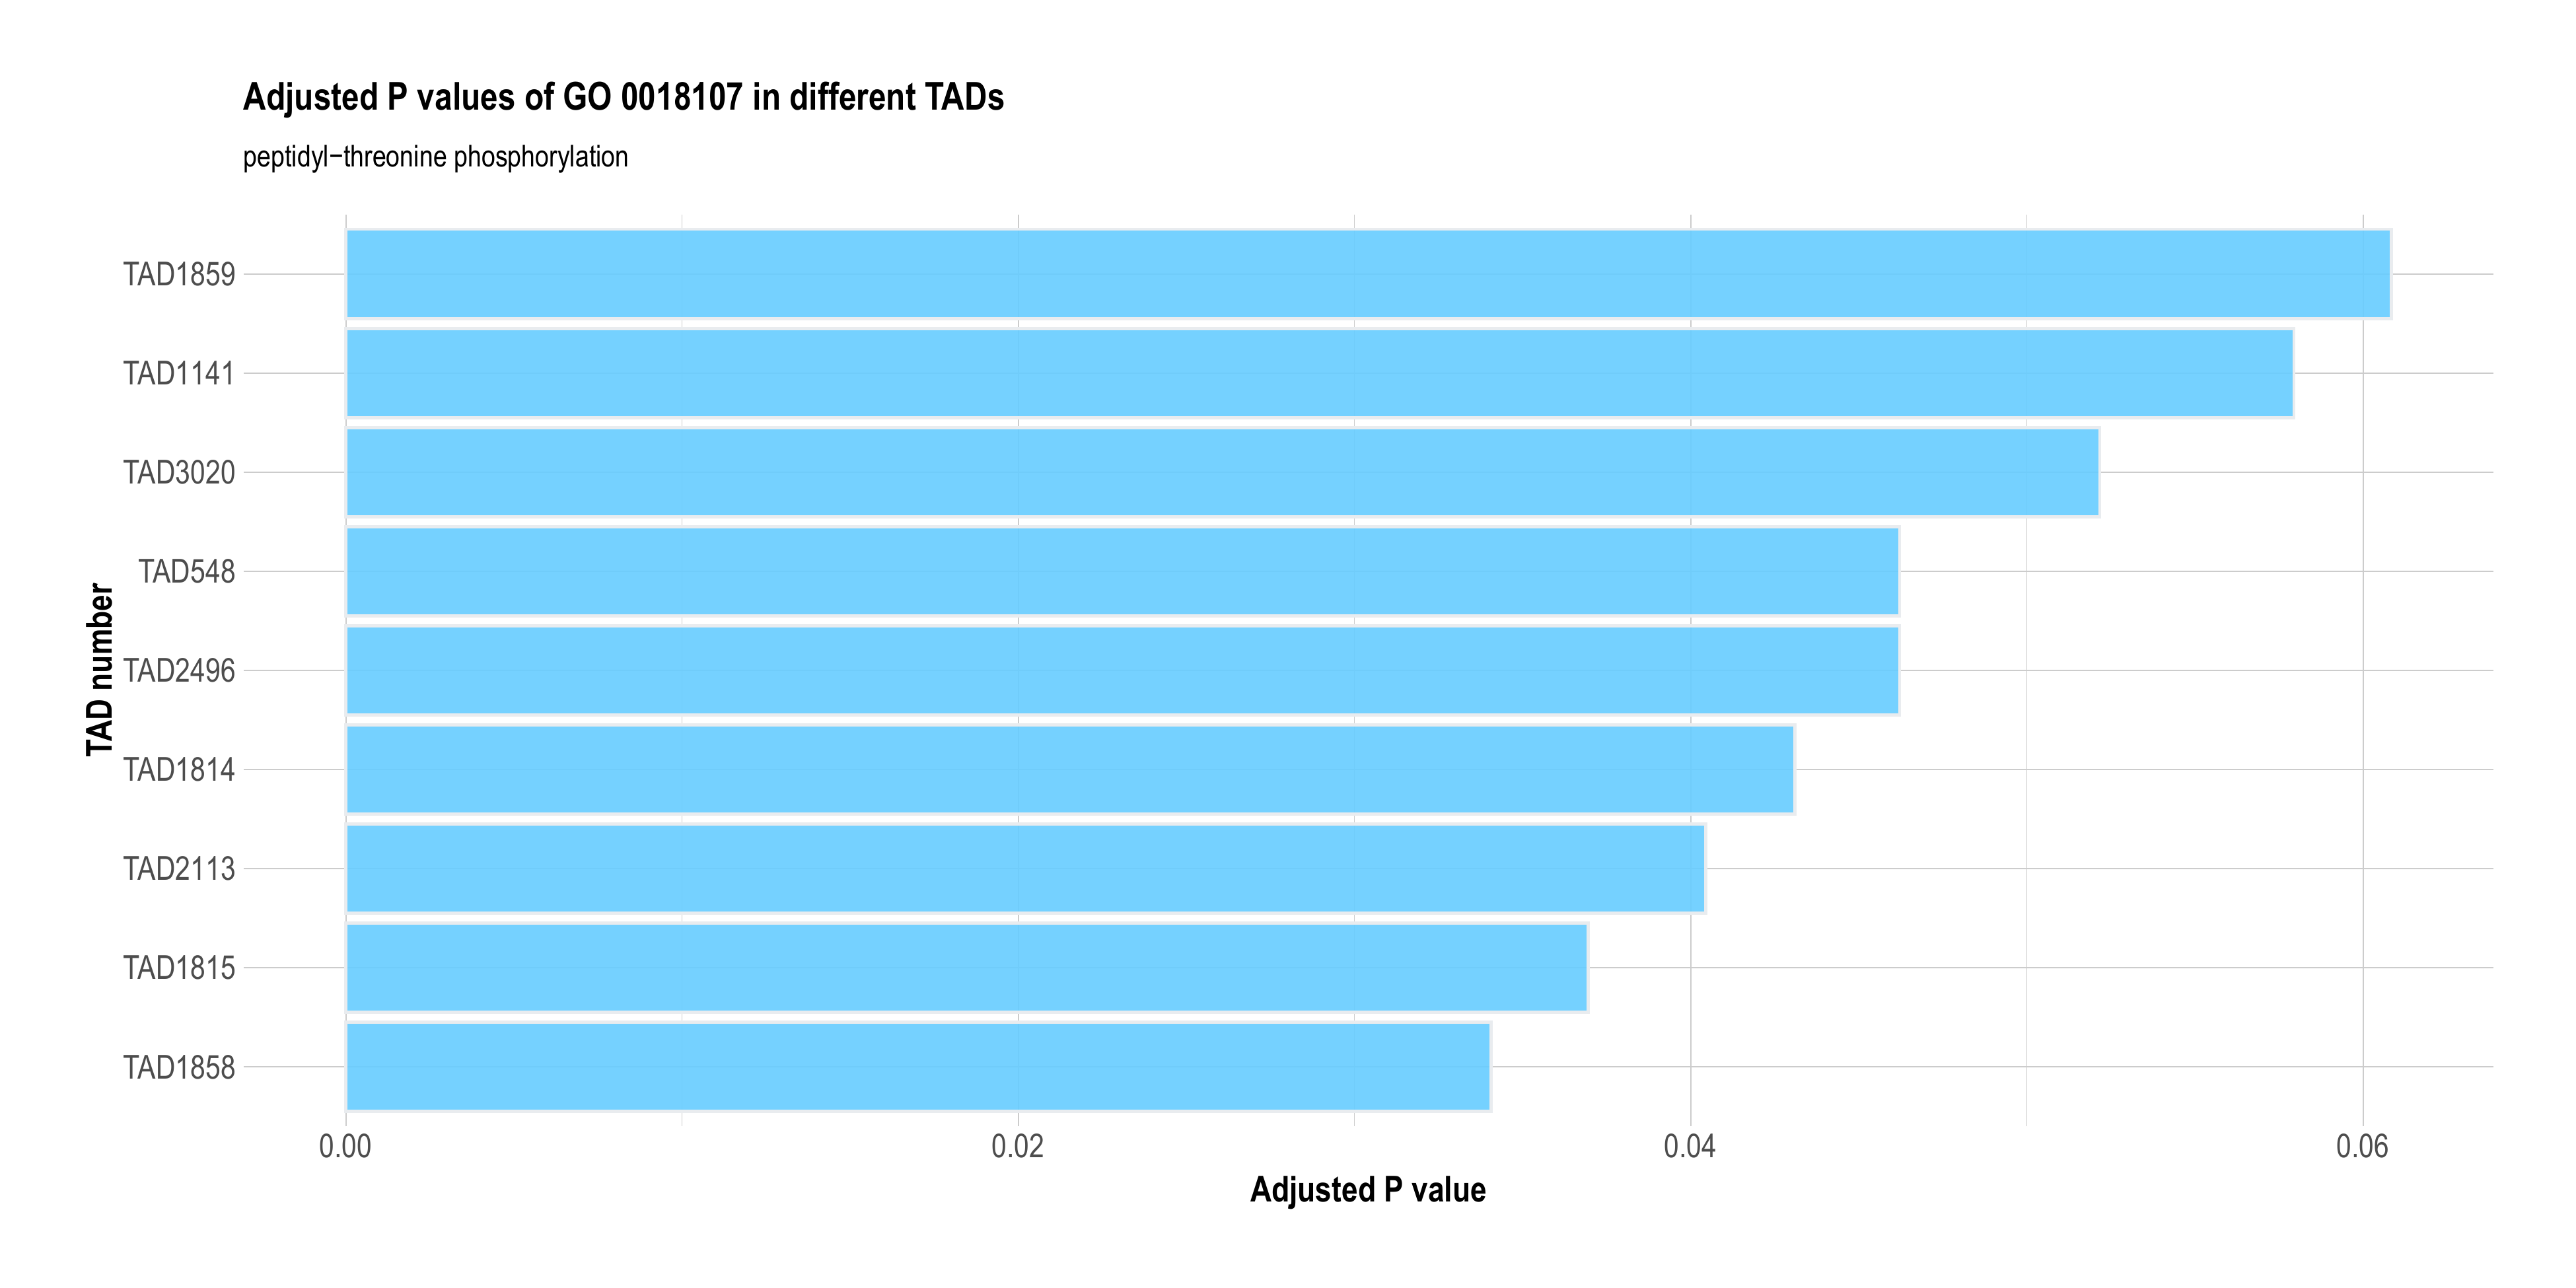 Adjusted P values of GO 0018107 in different TADs
peptidyl−threonine phosphorylation
TAD number
TAD1859
TAD1141
TAD3020
TAD548
TAD2496
TAD1814
TAD2113
TAD1815
TAD1858
0.00 0.02 0.04 0.06
Adjusted P value